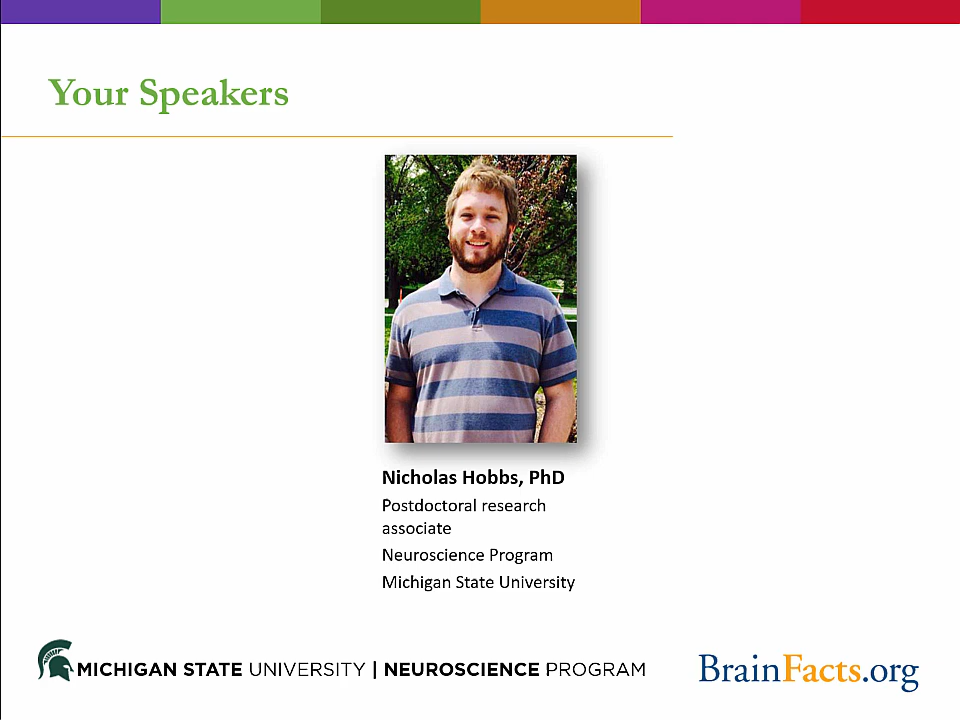 Your Speakers
Nicholas Hobbs, PhD
Postdoctoral research
associate
Neuroscience Program
Michigan State University
MICHIGAN STATE UNIVERSITY | NEUROSCIENCE PROGRAM
BrainFacts.org